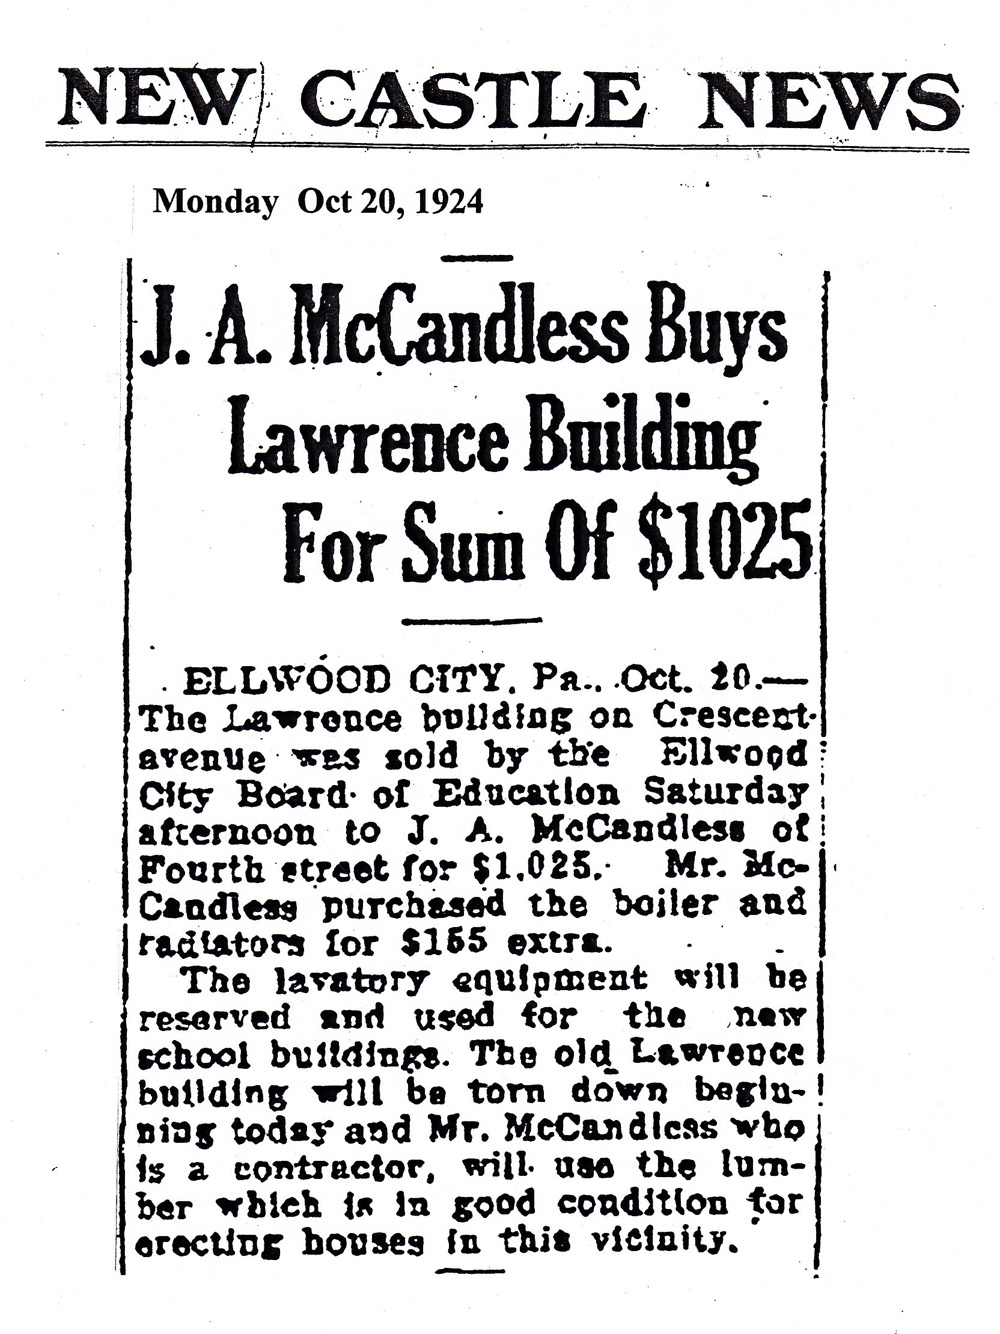 NEW CASTLE NEWS
Monday Oct 20, 1924
J. A. McCandless Buys
Lawrence Building
For Sum Of $1025
ELLWOOD CITY, Pa., Oct. 20.—
The Lawrence building on Crescent
avenue was sold by the Ellwood
City Board of Education Saturday
afternoon to J. A. McCandless of
Fourth street for $1,025. Mr. Mc-
Candless purchased the boiler and
radiators for $155 extra.
The lavatory equipment will be
reserved and used for the new
school buildings. The old Lawrence
building will be torn down begin-
ning today and Mr. McCandless who
is a contractor, will use the lum-
ber which is in good condition for
erecting houses in this vicinity.